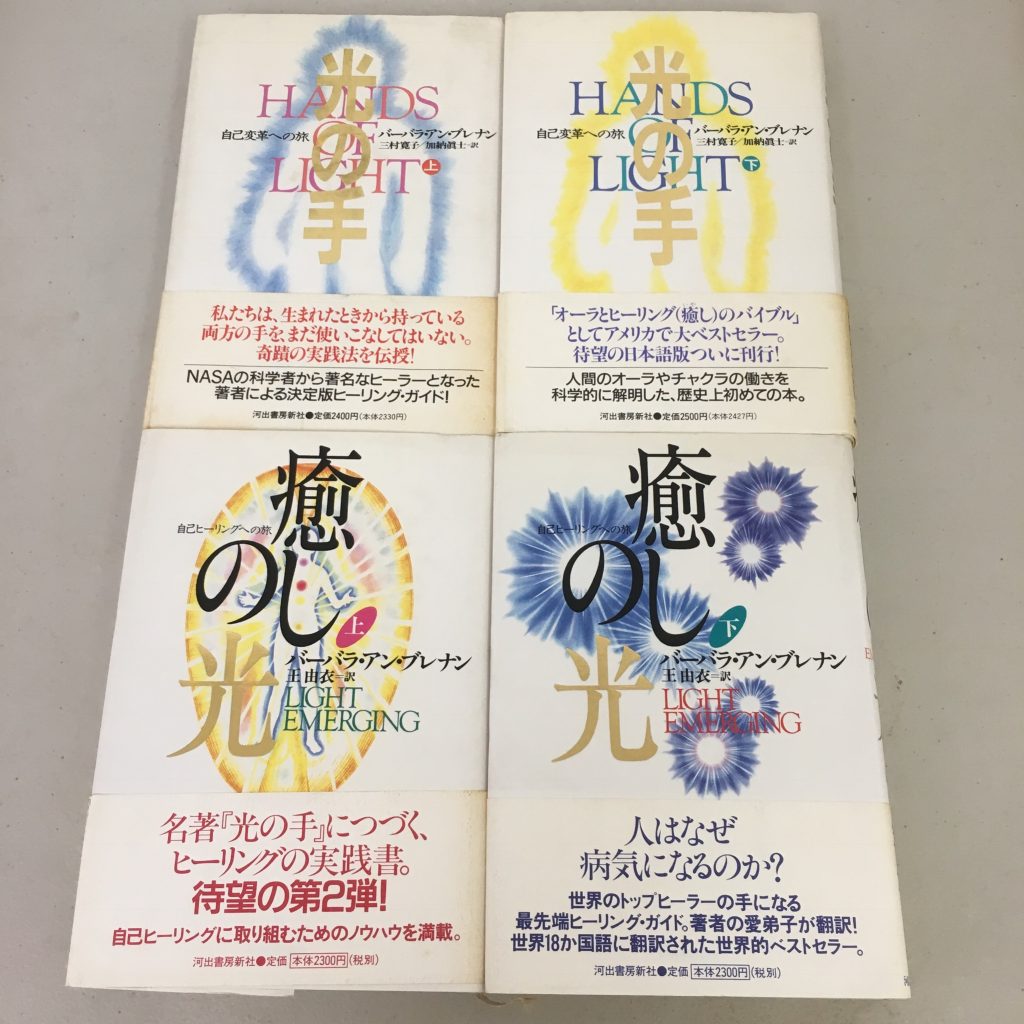 光の手
HANDS
OF
LIGHT
自己変革への旅
バーバラ・アン・ブレナン
三村寛子/加納眞士=訳
上
私たちは、生まれたときから持っている
両方の手を、まだ使いこなしてはいない。
奇蹟の実践法を伝授!
NASAの科学者から著名なヒーラーとなった
著者による決定版ヒーリング・ガイド!
河出書房新社●定価2400円(本体2330円)
光の手
HANDS
OF
LIGHT
自己変革への旅
バーバラ・アン・ブレナン
三村寛子/加納眞士=訳
下
「オーラとヒーリング(癒し)のバイブル」
としてアメリカで大ベストセラー。
待望の日本語版ついに刊行!
人間のオーラやチャクラの働きを
科学的に解明した、歴史上初めての本。
河出書房新社●定価2500円(本体2427円)
癒しの光
自己ヒーリングへの旅
上
バーバラ・アン・ブレナン
王由衣=訳
LIGHT
EMERGING
名著『光の手』につづく、
ヒーリングの実践書。
待望の第2弾!
自己ヒーリングに取り組むためのノウハウを満載。
河出書房新社●定価 本体2300円(税別)
癒しの光
自己ヒーリングへの旅
下
バーバラ・アン・ブレナン
王由衣=訳
LIGHT
EMERGING
人はなぜ
病気になるのか?
世界のトップヒーラーの手になる
最先端ヒーリング・ガイド。著者の愛弟子が翻訳!
世界18か国語に翻訳された世界的ベストセラー。
河出書房新社●定価 本体2300円(税別)